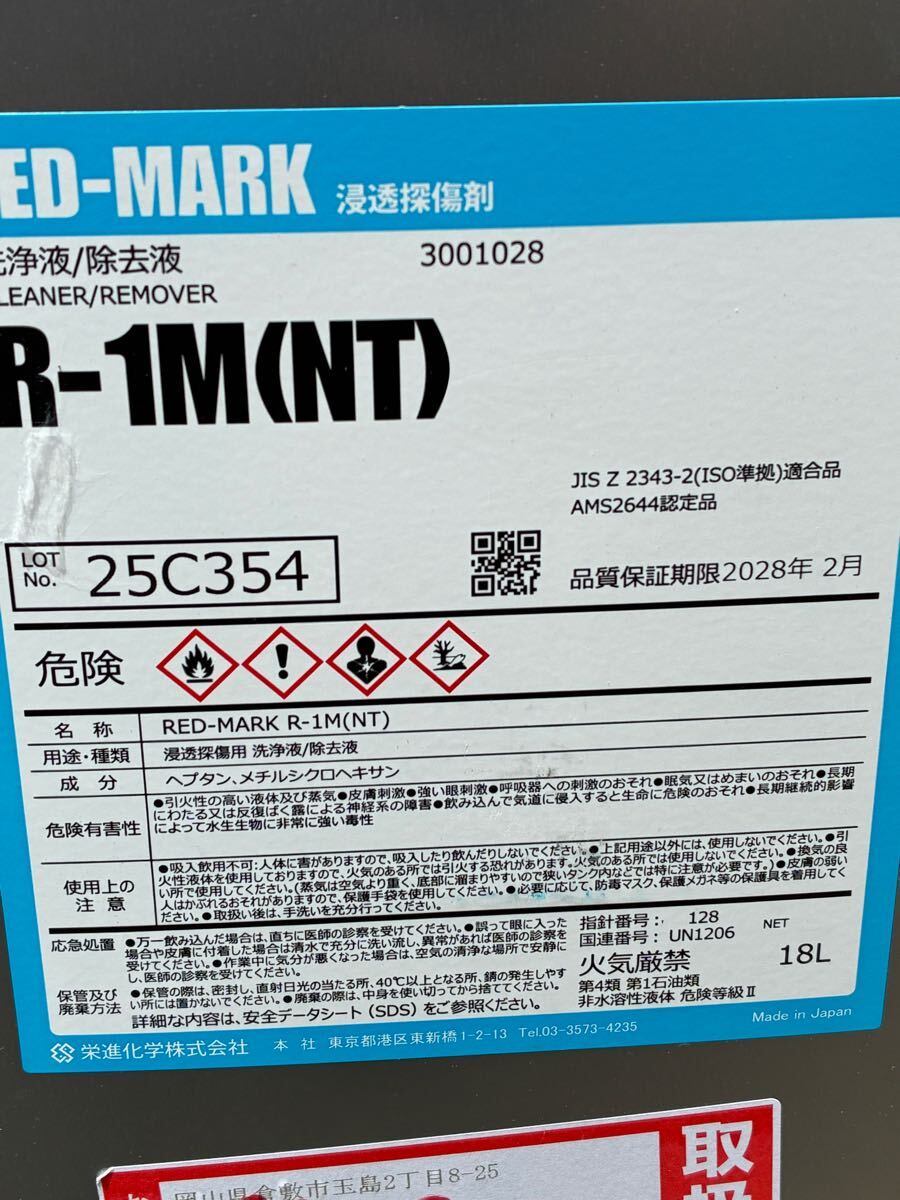 ED-MARK 浸透探傷剤
洗浄液/除去液 3001028
LEANER/REMOVER
R-1M(NT)
JIS Z 2343-2(ISO準拠)適合品
AMS2644認定品
LOT No. 25C354
品質保証期限2028年 2月
危険
名 称 RED-MARK R-1M(NT)
用途・種類 浸透探傷用 洗浄液/除去液
成 分 ヘプタン、メチルシクロヘキサン
危険有害性
●引火性の高い液体及び蒸気●皮膚刺激●強い眼刺激●呼吸器への刺激のおそれ●眠気又はめまいのおそれ●長期
にわたる又は反復ばく露による神経系の障害●飲み込んで気道に侵入すると生命に危険のおそれ●長期継続的影響
によって水生生物に非常に強い毒性
使用上の
注 意
●吸入飲用不可:人体に害がありますので、吸入したり飲んだりしないでください。●上記用途以外には、使用しないでください。●引
火性液体を使用しておりますので、火気のある所では引火する恐れがあります。火気のある所では使用しないでください。●換気の良
い所で使用してください。(蒸気は空気より重く、底部に溜まりやすいので狭いタンク内などでは特に注意が必要です。)●皮膚の弱い
人はかぶれるおそれがありますので、保護手袋を使用してください。●必要に応じて、防毒マスク、保護メガネ等の保護具を着用してく
ださい。●取扱い後は、手洗いを充分行ってください。
応急処置
●万一飲み込んだ場合は、直ちに医師の診察を受けてください。●誤って眼に入った
場合や皮膚に付着した場合は清水で充分に洗い流し、異常があれば医師の診察を
受けてください。●作業中に気分が悪くなった場合は、空気の清浄な場所で安静に
し、医師の診察を受けてください。
保管及び
廃棄方法
●保管の際は、密封し、直射日光の当たる所、40℃以上となる所、錆の発生しやす
い所には置かないでください。●廃棄の際は、中身を使い切ってから捨ててください。
詳細な内容は、安全データシート(SDS)をご参照ください。
指針番号: 128
国連番号: UN1206
NET
18L
火気厳禁
第4類 第1石油類
非水溶性液体 危険等級Ⅱ
Made in Japan
栄進化学株式会社 本 社 東京都港区東新橋1-2-13 Tel.03-3573-4235
岡山県倉敷市玉島2丁目8-25
取